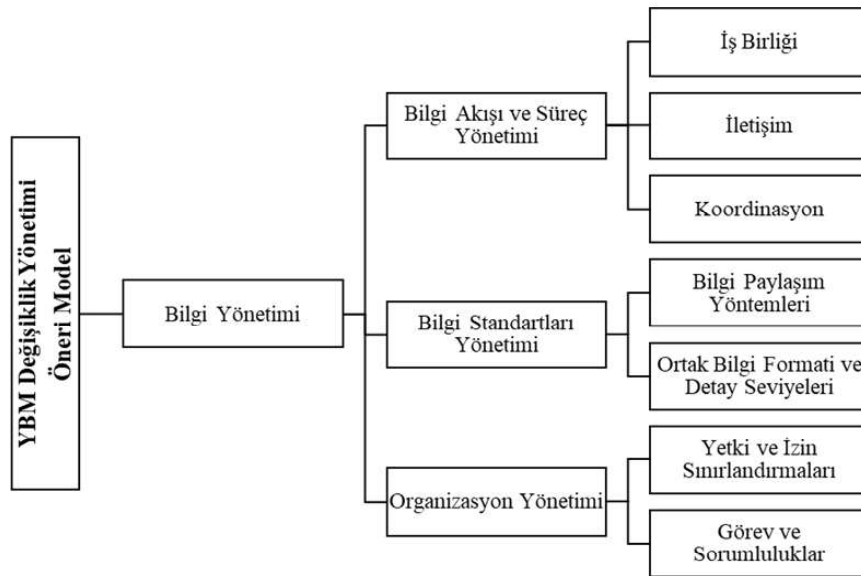 YBM Değişiklik Yönetimi
Öneri Model
Bilgi Yönetimi
Bilgi Akışı ve Süreç
Yönetimi
İş Birliği
İletişim
Koordinasyon
Bilgi Standartları
Yönetimi
Bilgi Paylaşım
Yöntemleri
Ortak Bilgi Formati ve
Detay Seviyeleri
Organizasyon Yönetimi
Yetki ve İzin
Sınırlandırmaları
Görev ve
Sorumluluklar